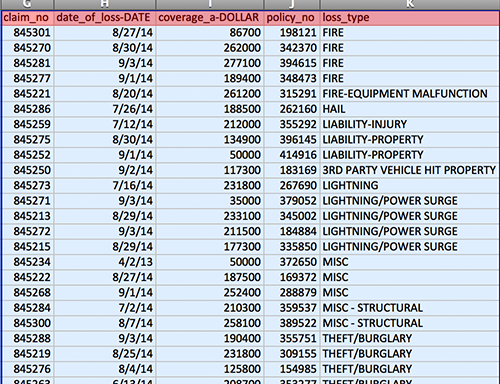 G H I J K
claim_no date_of_loss-DATE coverage_a-DOLLAR policy_no loss_type
845301 8/27/14 86700 198121 FIRE
845270 8/30/14 262000 342370 FIRE
845281 9/3/14 277100 394615 FIRE
845277 9/1/14 189400 348473 FIRE
845221 8/20/14 261200 315291 FIRE-EQUIPMENT MALFUNCTION
845286 7/26/14 188500 262160 HAIL
845259 7/12/14 212000 355292 LIABILITY-INJURY
845275 8/30/14 134900 396145 LIABILITY-PROPERTY
845252 9/1/14 50000 414916 LIABILITY-PROPERTY
845250 9/2/14 117300 183169 3RD PARTY VEHICLE HIT PROPERTY
845273 7/16/14 231800 267690 LIGHTNING
845271 9/3/14 35000 379052 LIGHTNING/POWER SURGE
845213 8/29/14 233100 345002 LIGHTNING/POWER SURGE
845272 9/3/14 211500 184884 LIGHTNING/POWER SURGE
845215 8/29/14 177300 335850 LIGHTNING/POWER SURGE
845234 4/2/13 50000 372650 MISC
845222 8/27/14 187500 169372 MISC
845268 9/1/14 252400 288879 MISC
845284 7/2/14 210300 359537 MISC - STRUCTURAL
845300 8/7/14 258100 389522 MISC - STRUCTURAL
845288 9/3/14 190400 355751 THEFT/BURGLARY
845219 8/25/14 231800 309155 THEFT/BURGLARY
845276 8/4/14 125800 154985 THEFT/BURGLARY
845263 6/13/14 208700 353277 THEFT/BURGLARY